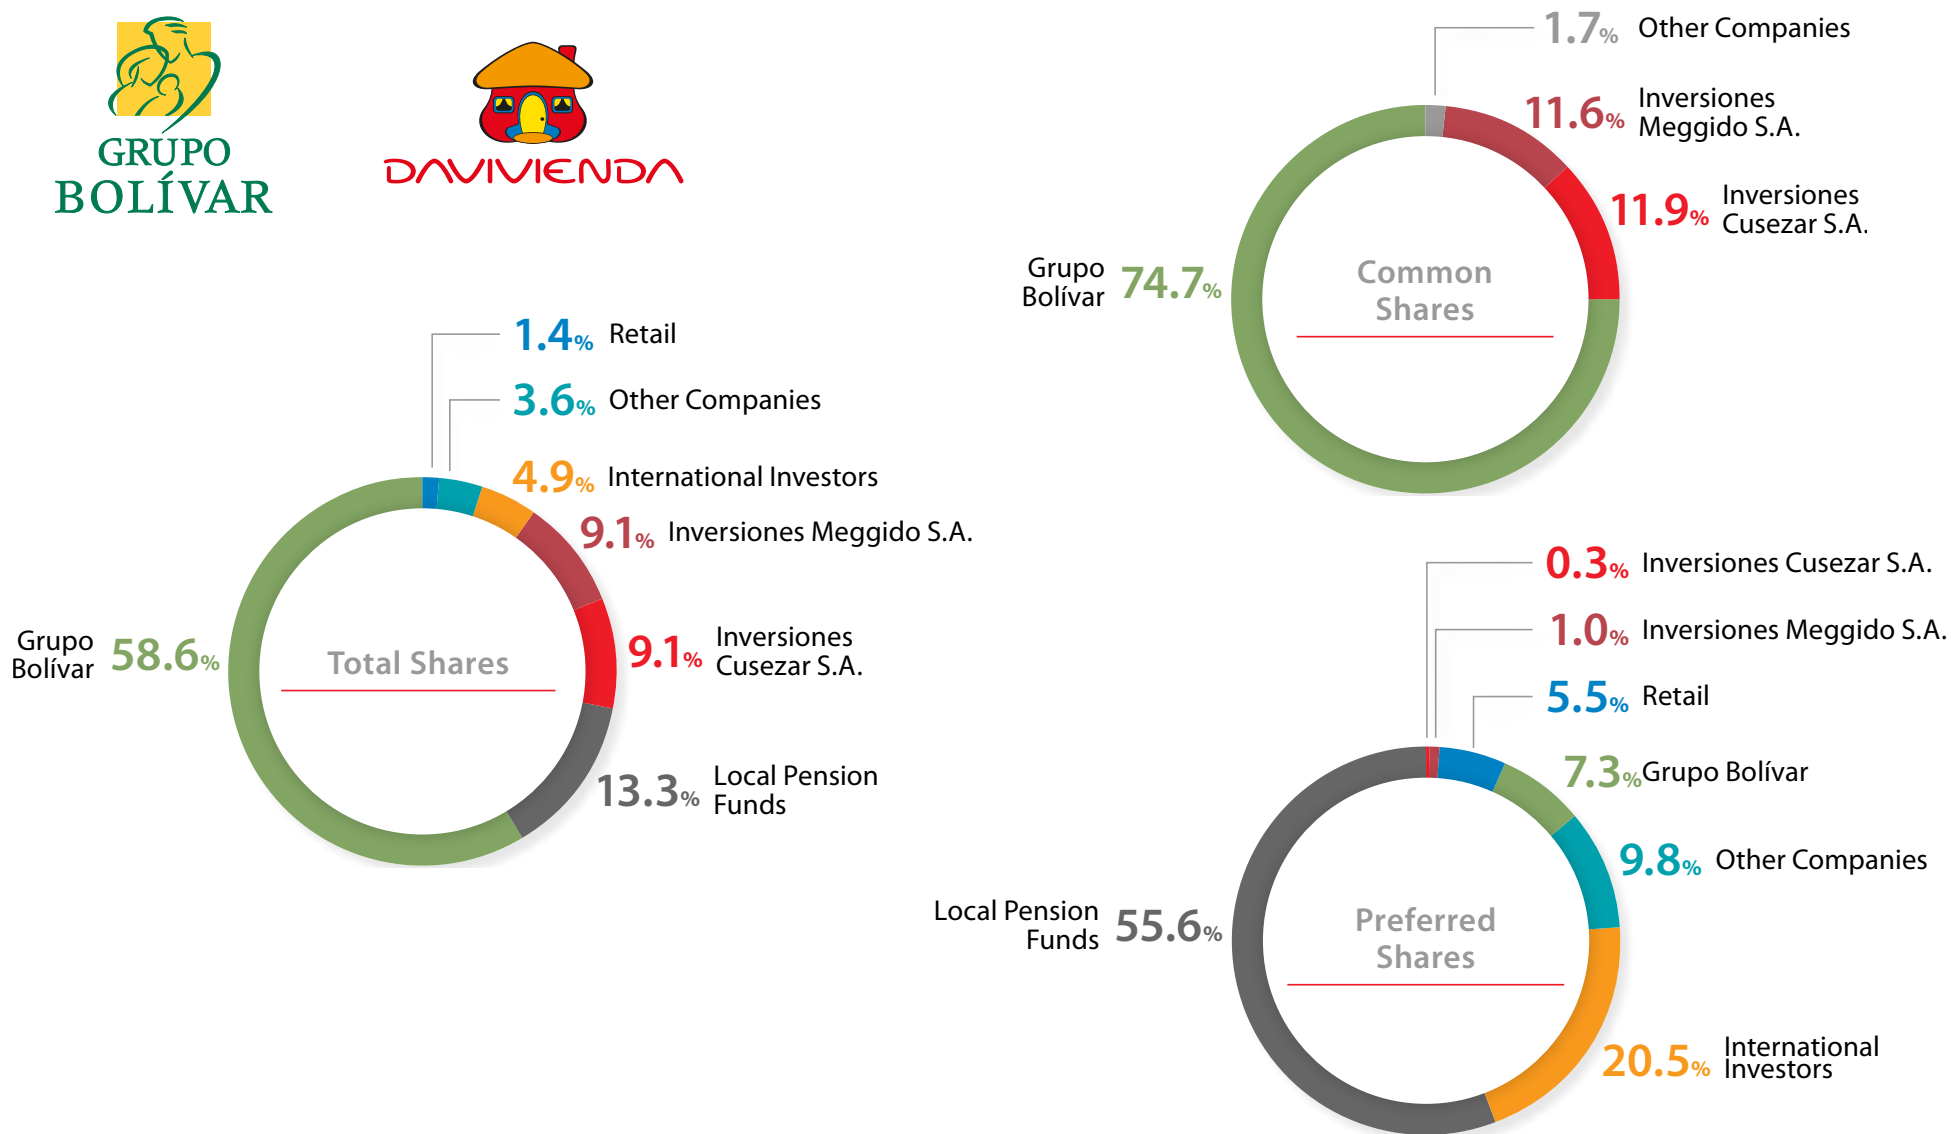 GRUPO
BOLÍVAR
DAVIVIENDA
1.4% Retail
3.6% Other Companies
4.9% International Investors
9.1% Inversiones Meggido S.A.
Grupo
Bolívar 58.6%
Total Shares
9.1% Inversiones
Cusezar S.A.
13.3% Local Pension
Funds
1.7% Other Companies
11.6% Inversiones
Meggido S.A.
11.9% Inversiones
Cusezar S.A.
Grupo
Bolívar 74.7%
Common
Shares
0.3% Inversiones Cusezar S.A.
1.0% Inversiones Meggido S.A.
5.5% Retail
7.3% Grupo Bolívar
9.8% Other Companies
Local Pension
Funds 55.6%
Preferred
Shares
20.5% International
Investors